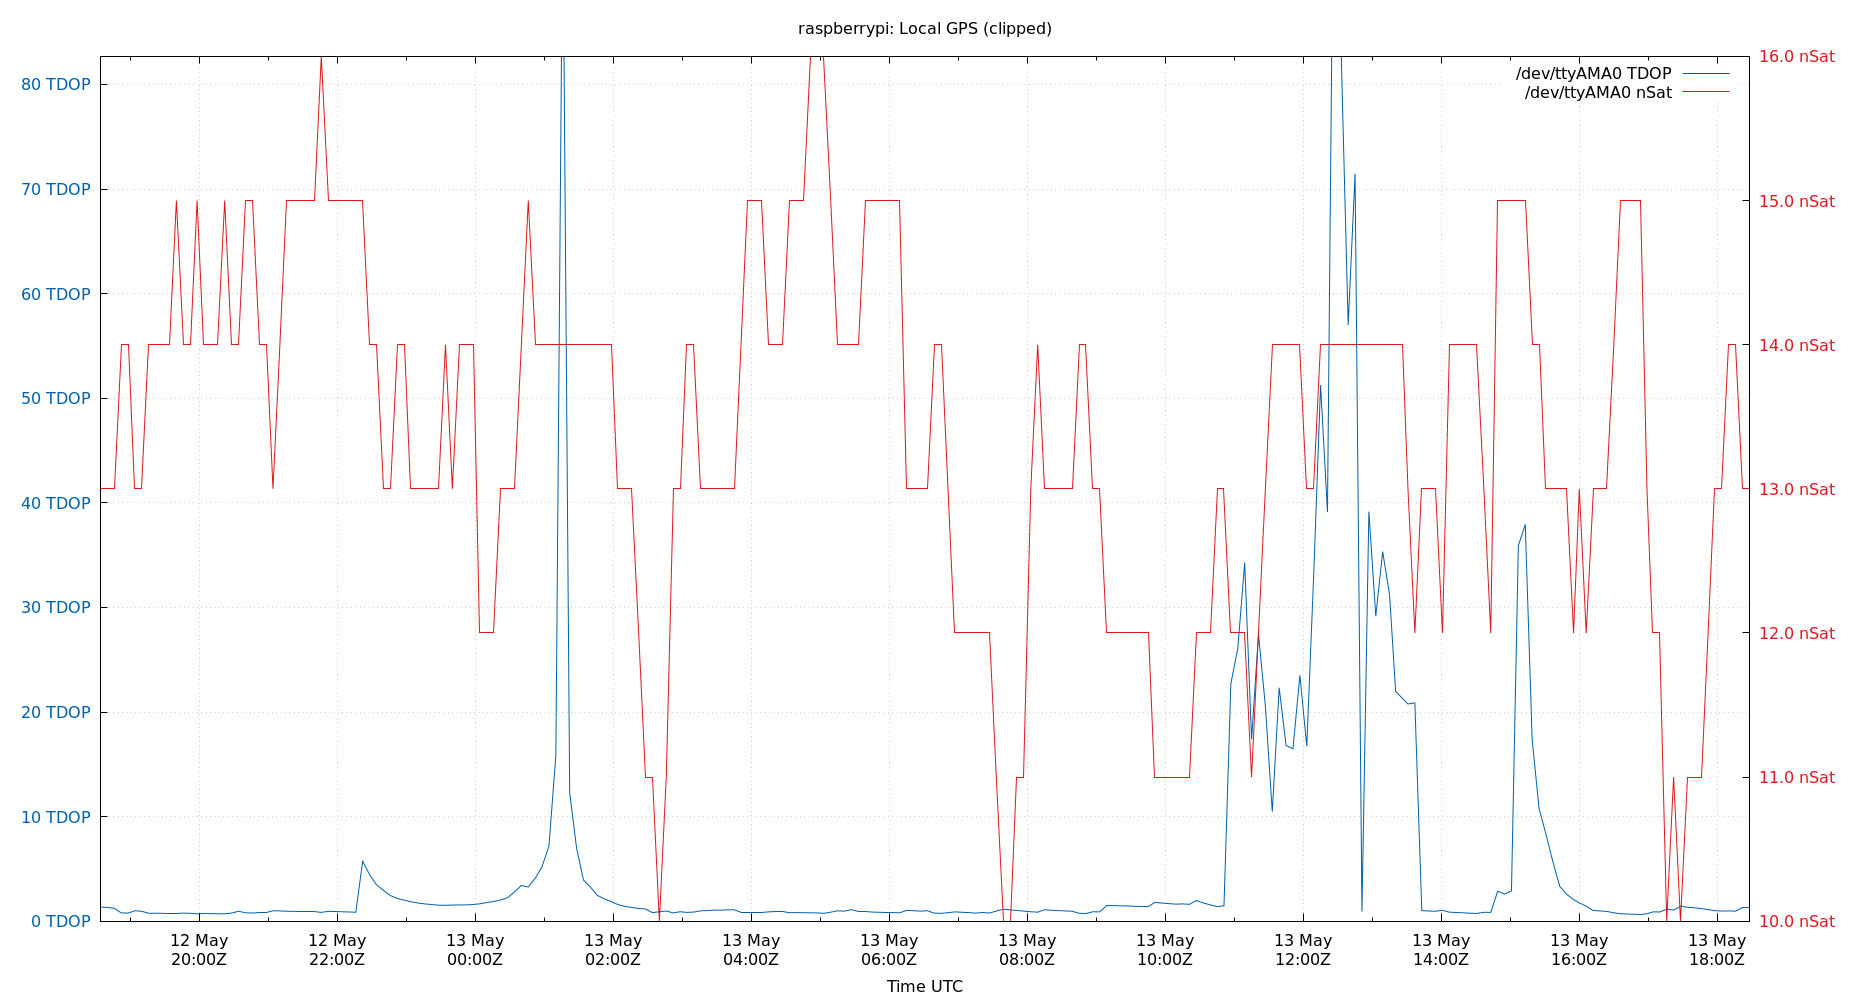 raspberrypi: Local GPS (clipped)
/dev/ttyAMA0 TDOP
/dev/ttyAMA0 nSat
80 TDOP
70 TDOP
60 TDOP
50 TDOP
40 TDOP
30 TDOP
20 TDOP
10 TDOP
0 TDOP
16.0 nSat
15.0 nSat
14.0 nSat
13.0 nSat
12.0 nSat
11.0 nSat
10.0 nSat
12 May
20:00Z
12 May
22:00Z
13 May
00:00Z
13 May
02:00Z
13 May
04:00Z
13 May
06:00Z
13 May
08:00Z
13 May
10:00Z
13 May
12:00Z
13 May
14:00Z
13 May
16:00Z
13 May
18:00Z
Time UTC